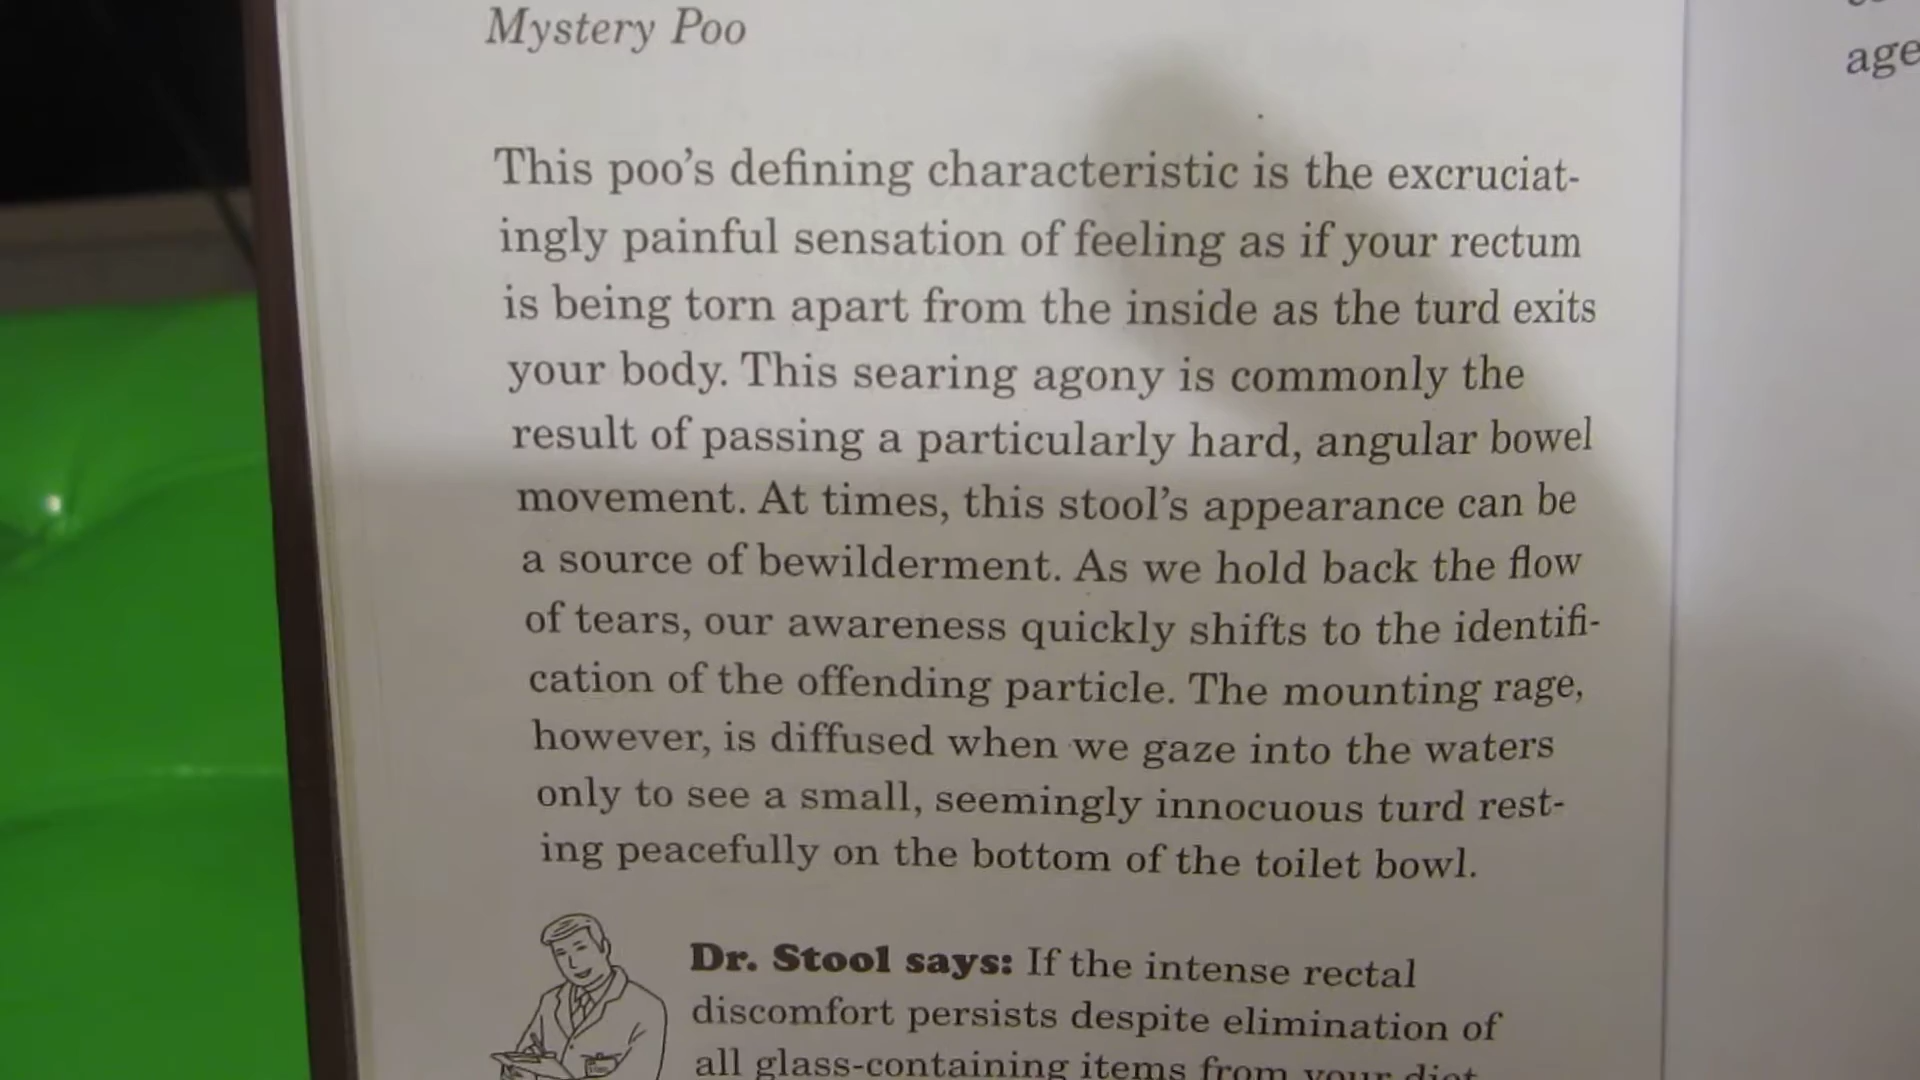 Mystery Poo
age
This poo's defining characteristic is the excruciat-
ingly painful sensation of feeling as if your rectum
is being torn apart from the inside as the turd exits
your body. This searing agony is commonly the
result of passing a particularly hard, angular bowel
movement. At times, this stool's appearance can be
a source of bewilderment. As we hold back the flow
of tears, our awareness quickly shifts to the identifi-
cation of the offending particle. The mounting rage,
however, is diffused when we gaze into the waters
only to see a small, seemingly innocuous turd rest-
ing peacefully on the bottom of the toilet bowl.
Dr. Stool says: If the intense rectal
discomfort persists despite elimination of
all glass-containing items from your diet